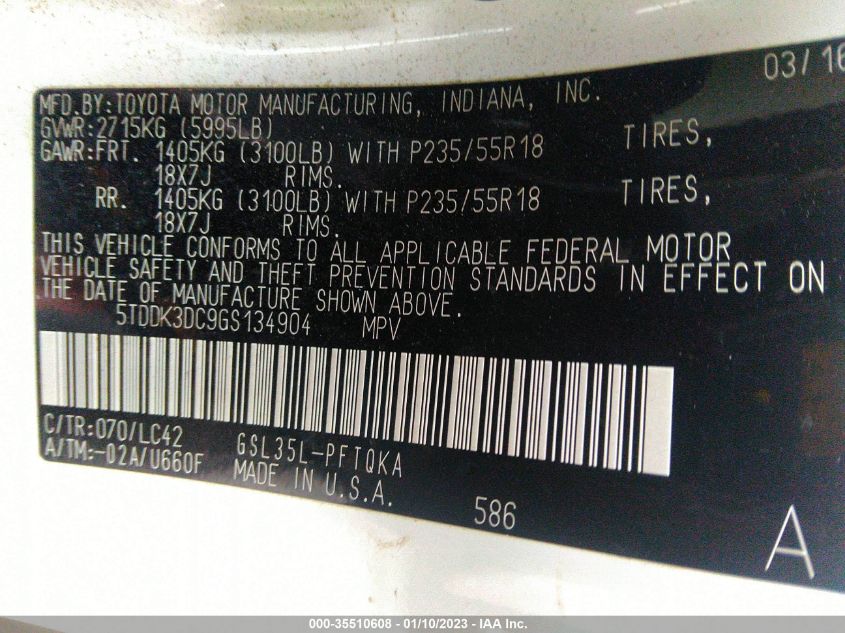 03/16
MFD.BY:TOYOTA MOTOR MANUFACTURING, INDIANA, INC.
GVWR:2715KG (5995LB)
GAWR:FRT. 1405KG (3100LB) WITH P235/55R18 TIRES,
18X7J RIMS.
RR. 1405KG (3100LB) WITH P235/55R18 TIRES,
18X7J RIMS.
THIS VEHICLE CONFORMS TO ALL APPLICABLE FEDERAL MOTOR
VEHICLE SAFETY AND THEFT PREVENTION STANDARDS IN EFFECT ON
THE DATE OF MANUFACTURE SHOWN ABOVE.
5TDDK3DC9GS134904 MPV
C/TR:070/LC42 GSL35L-PFTQKA
A/TM:-02A/U660F MADE IN U.S.A.
586
A
000-35510608 - 01/10/2023 - IAA Inc.